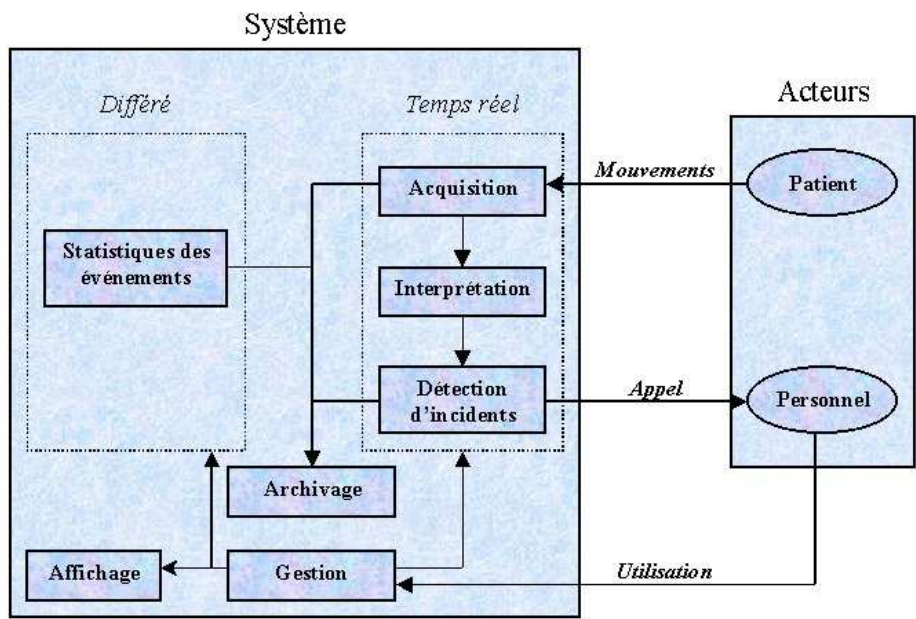 Système
Différé
Temps réel
Acteurs
Acquisition
Mouvements
Patient
Statistiques des
événements
Interprétation
Détection
d'incidents
Appel
Personnel
Archivage
Affichage
Gestion
Utilisation